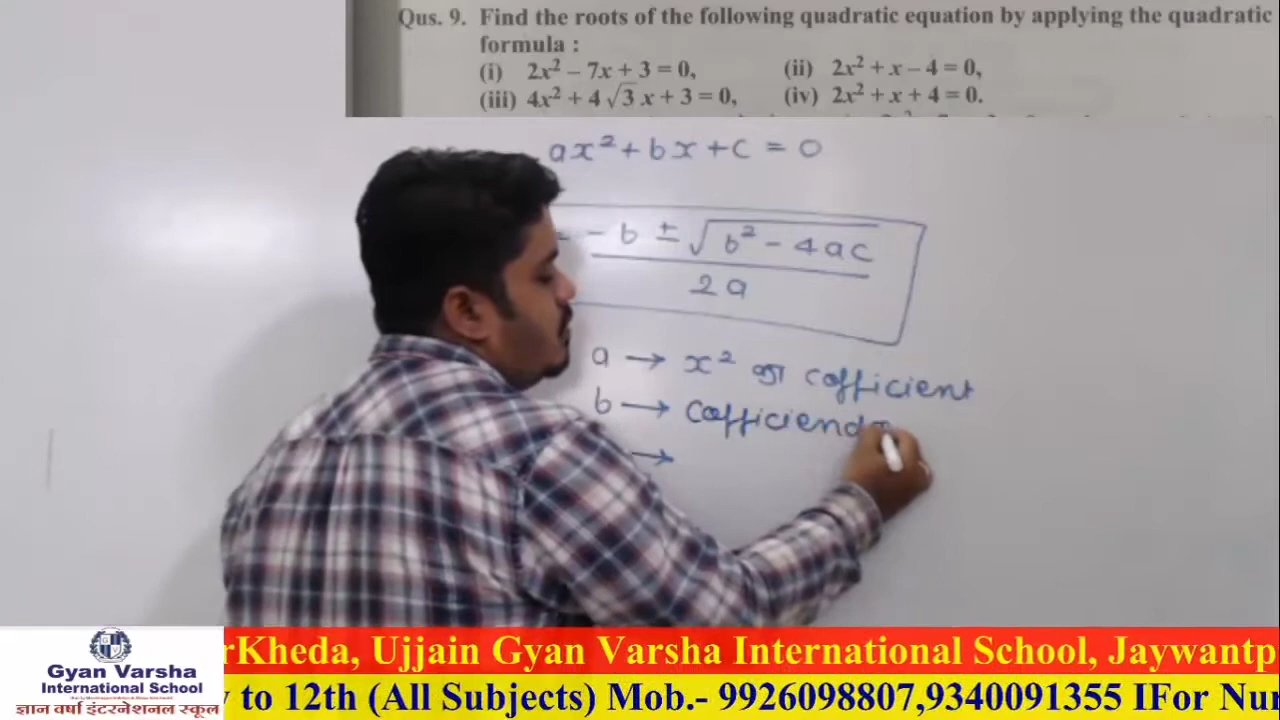 Qus. 9. Find the roots of the following quadratic equation by applying the quadratic
formula :
(i) 2x² – 7x + 3 = 0, (ii) 2x² + x – 4 = 0,
(iii) 4x² + 4 √3 x + 3 = 0, (iv) 2x² + x + 4 = 0.
ax² + bx + c = 0
- b ± √b² - 4ac
2a
a → x² का cofficient
b → cofficient
→
rKheda, Ujjain Gyan Varsha International School, Jaywantp
Gyan Varsha
International School
ज्ञान वर्षा इंटरनेशनल स्कूल
y to 12th (All Subjects) Mob.- 9926098807,9340091355 IFor Nur